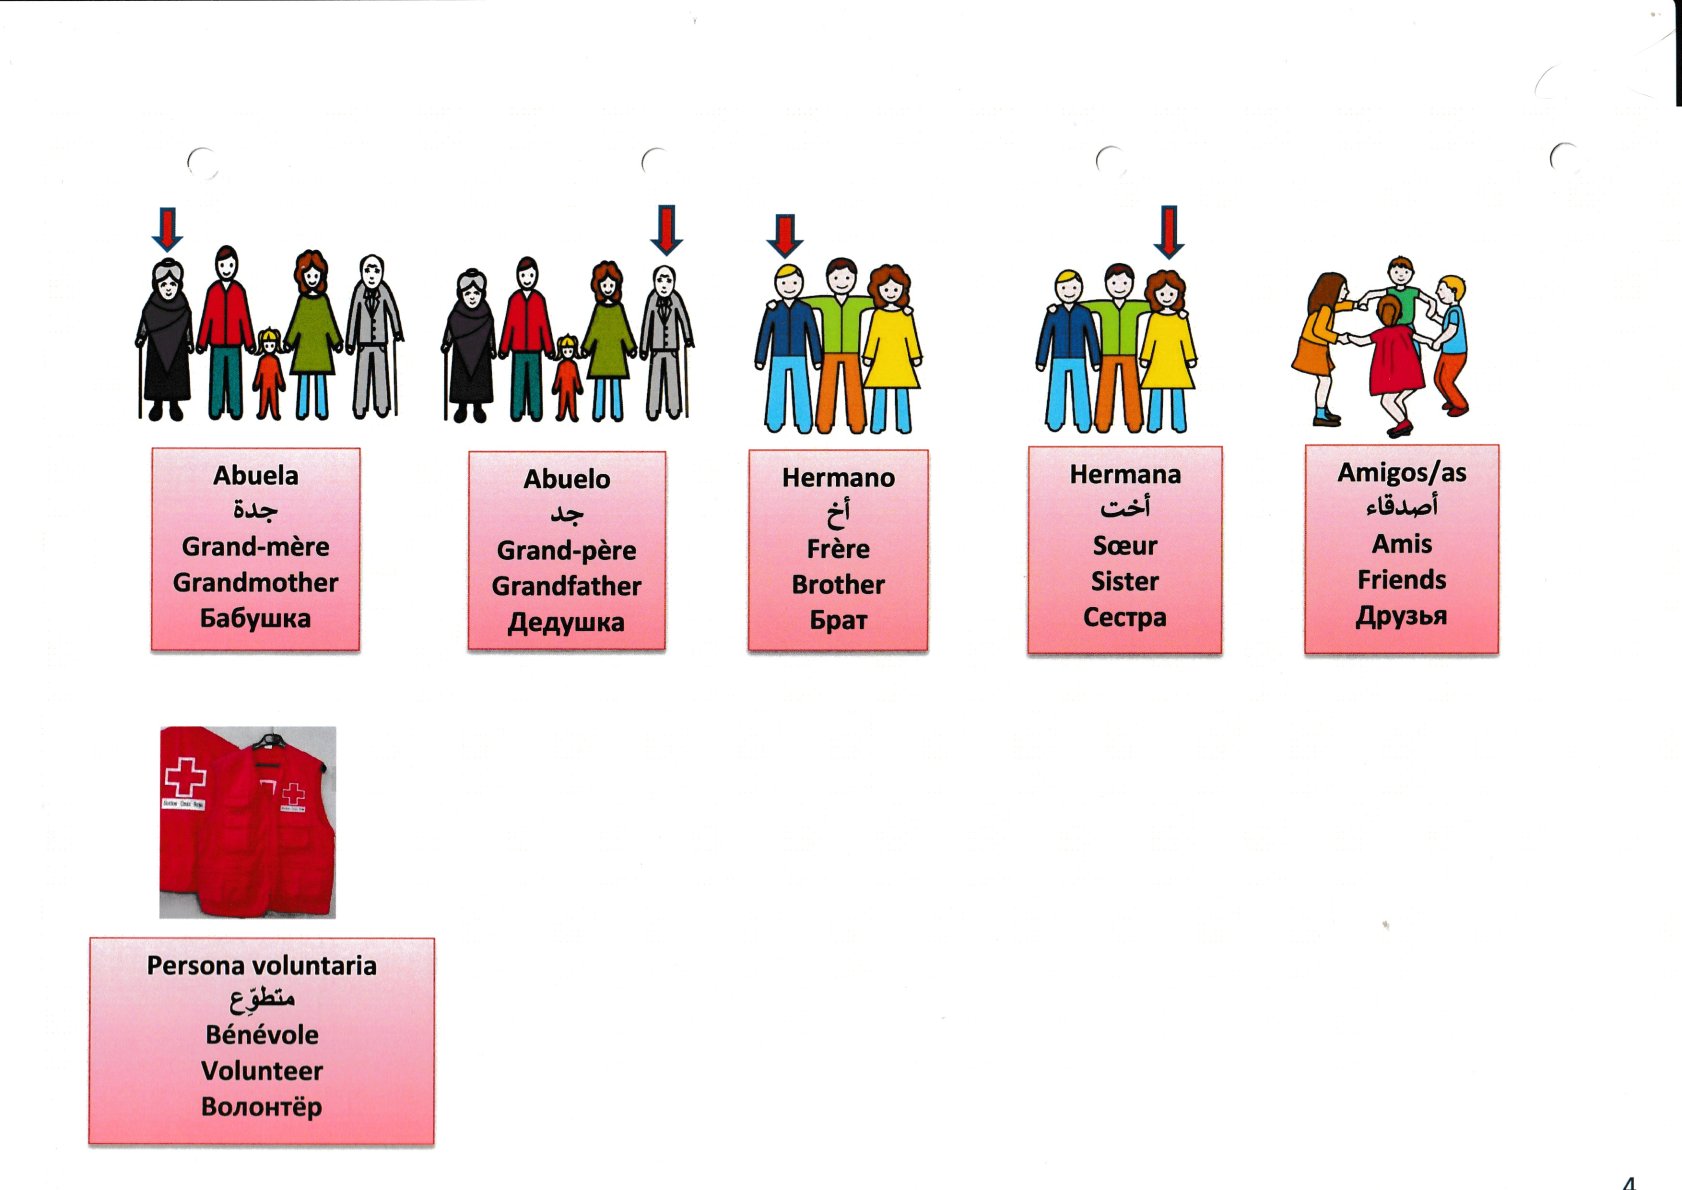 Abuela
جدة
Grand-mère
Grandmother
Бабушка
Abuelo
جد
Grand-père
Grandfather
Дедушка
Hermano
أخ
Frère
Brother
Брат
Hermana
أخت
Sœur
Sister
Сестра
Amigos/as
أصدقاء
Amis
Friends
Друзья
Persona voluntaria
متطوِّع
Bénévole
Volunteer
Волонтёр
4